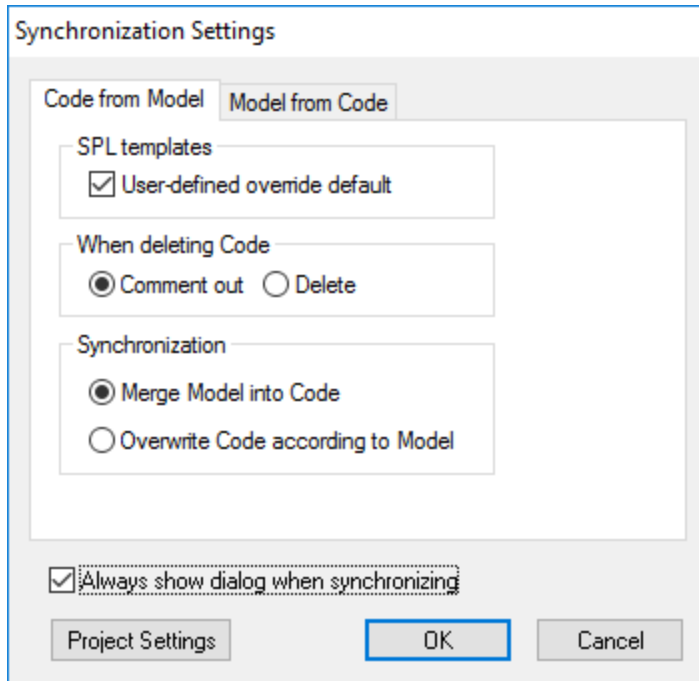 Synchronization Settings
Code from Model Model from Code
SPL templates
User-defined override default
When deleting Code
Comment out Delete
Synchronization
Merge Model into Code
Overwrite Code according to Model
Always show dialog when synchronizing
Project Settings OK Cancel